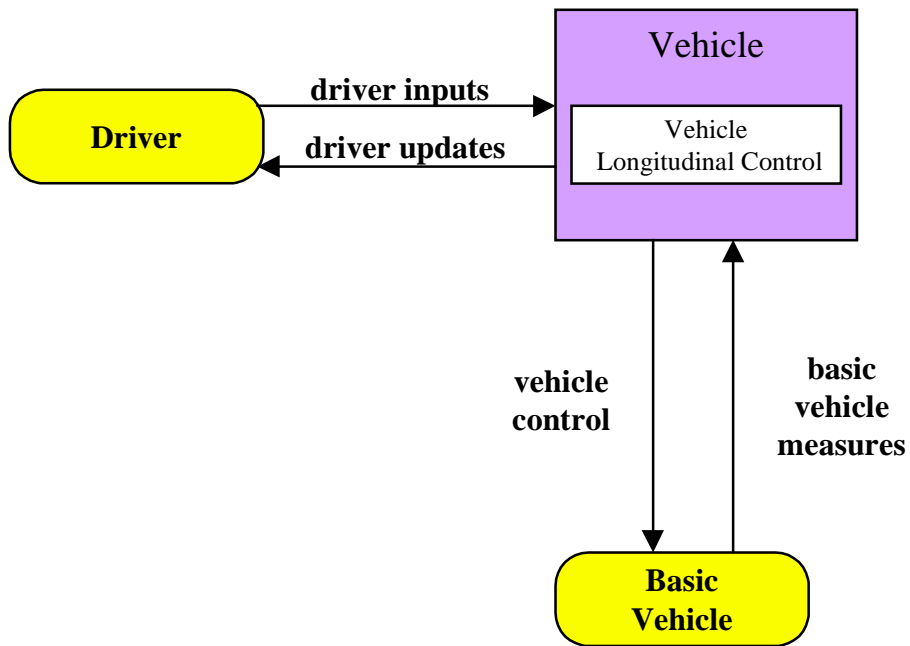 Vehicle
driver inputs
Driver
Vehicle
Longitudinal Control
driver updates
vehicle
control
basic
vehicle
measures
Basic
Vehicle